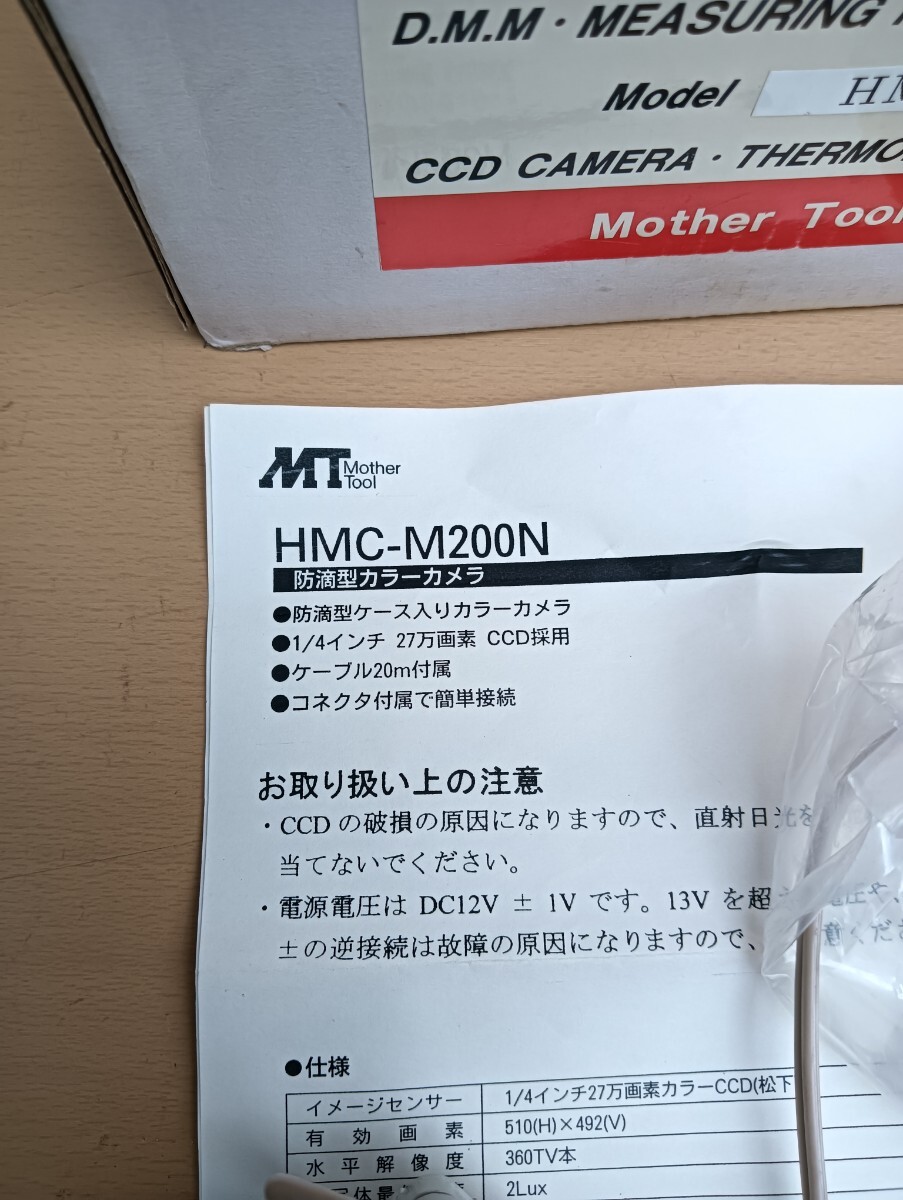 D.M.M · MEASURING
Model HM
CCD CAMERA · THERMO
Mother Tool
MT Mother
Tool
HMC-M200N
防滴型カラーカメラ
●防滴型ケース入りカラーカメラ
●1/4インチ 27万画素 CCD採用
●ケーブル20m付属
●コネクタ付属で簡単接続
お取り扱い上の注意
・CCD の破損の原因になりますので、直射日光を
当てないでください。
・電源電圧は DC12V ± 1V です。13V を超 電圧や、
±の逆接続は故障の原因になりますので、 意くださ
●仕様
イメージセンサー 1/4インチ27万画素カラーCCD(松下
有効画素 510(H)×492(V)
水平解像度 360TV本
2Lux